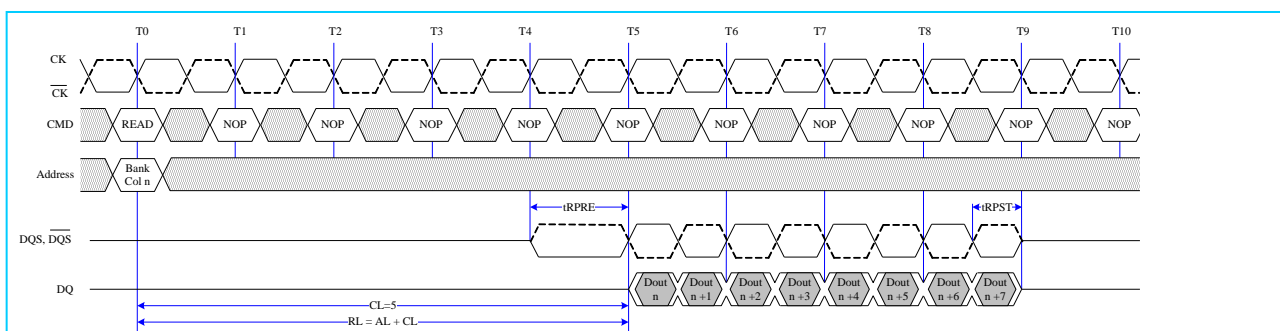 T0 T1 T2 T3 T4 T5 T6 T7 T8 T9 T10
CK
CK
CMD READ NOP NOP NOP NOP NOP NOP NOP NOP NOP NOP
Address Bank
Col n
tRPRE tRPST
DQS, DQS
DQ Dout Dout Dout Dout Dout Dout Dout Dout
n n +1 n +2 n +3 n +4 n +5 n +6 n +7
CL=5
RL = AL + CL